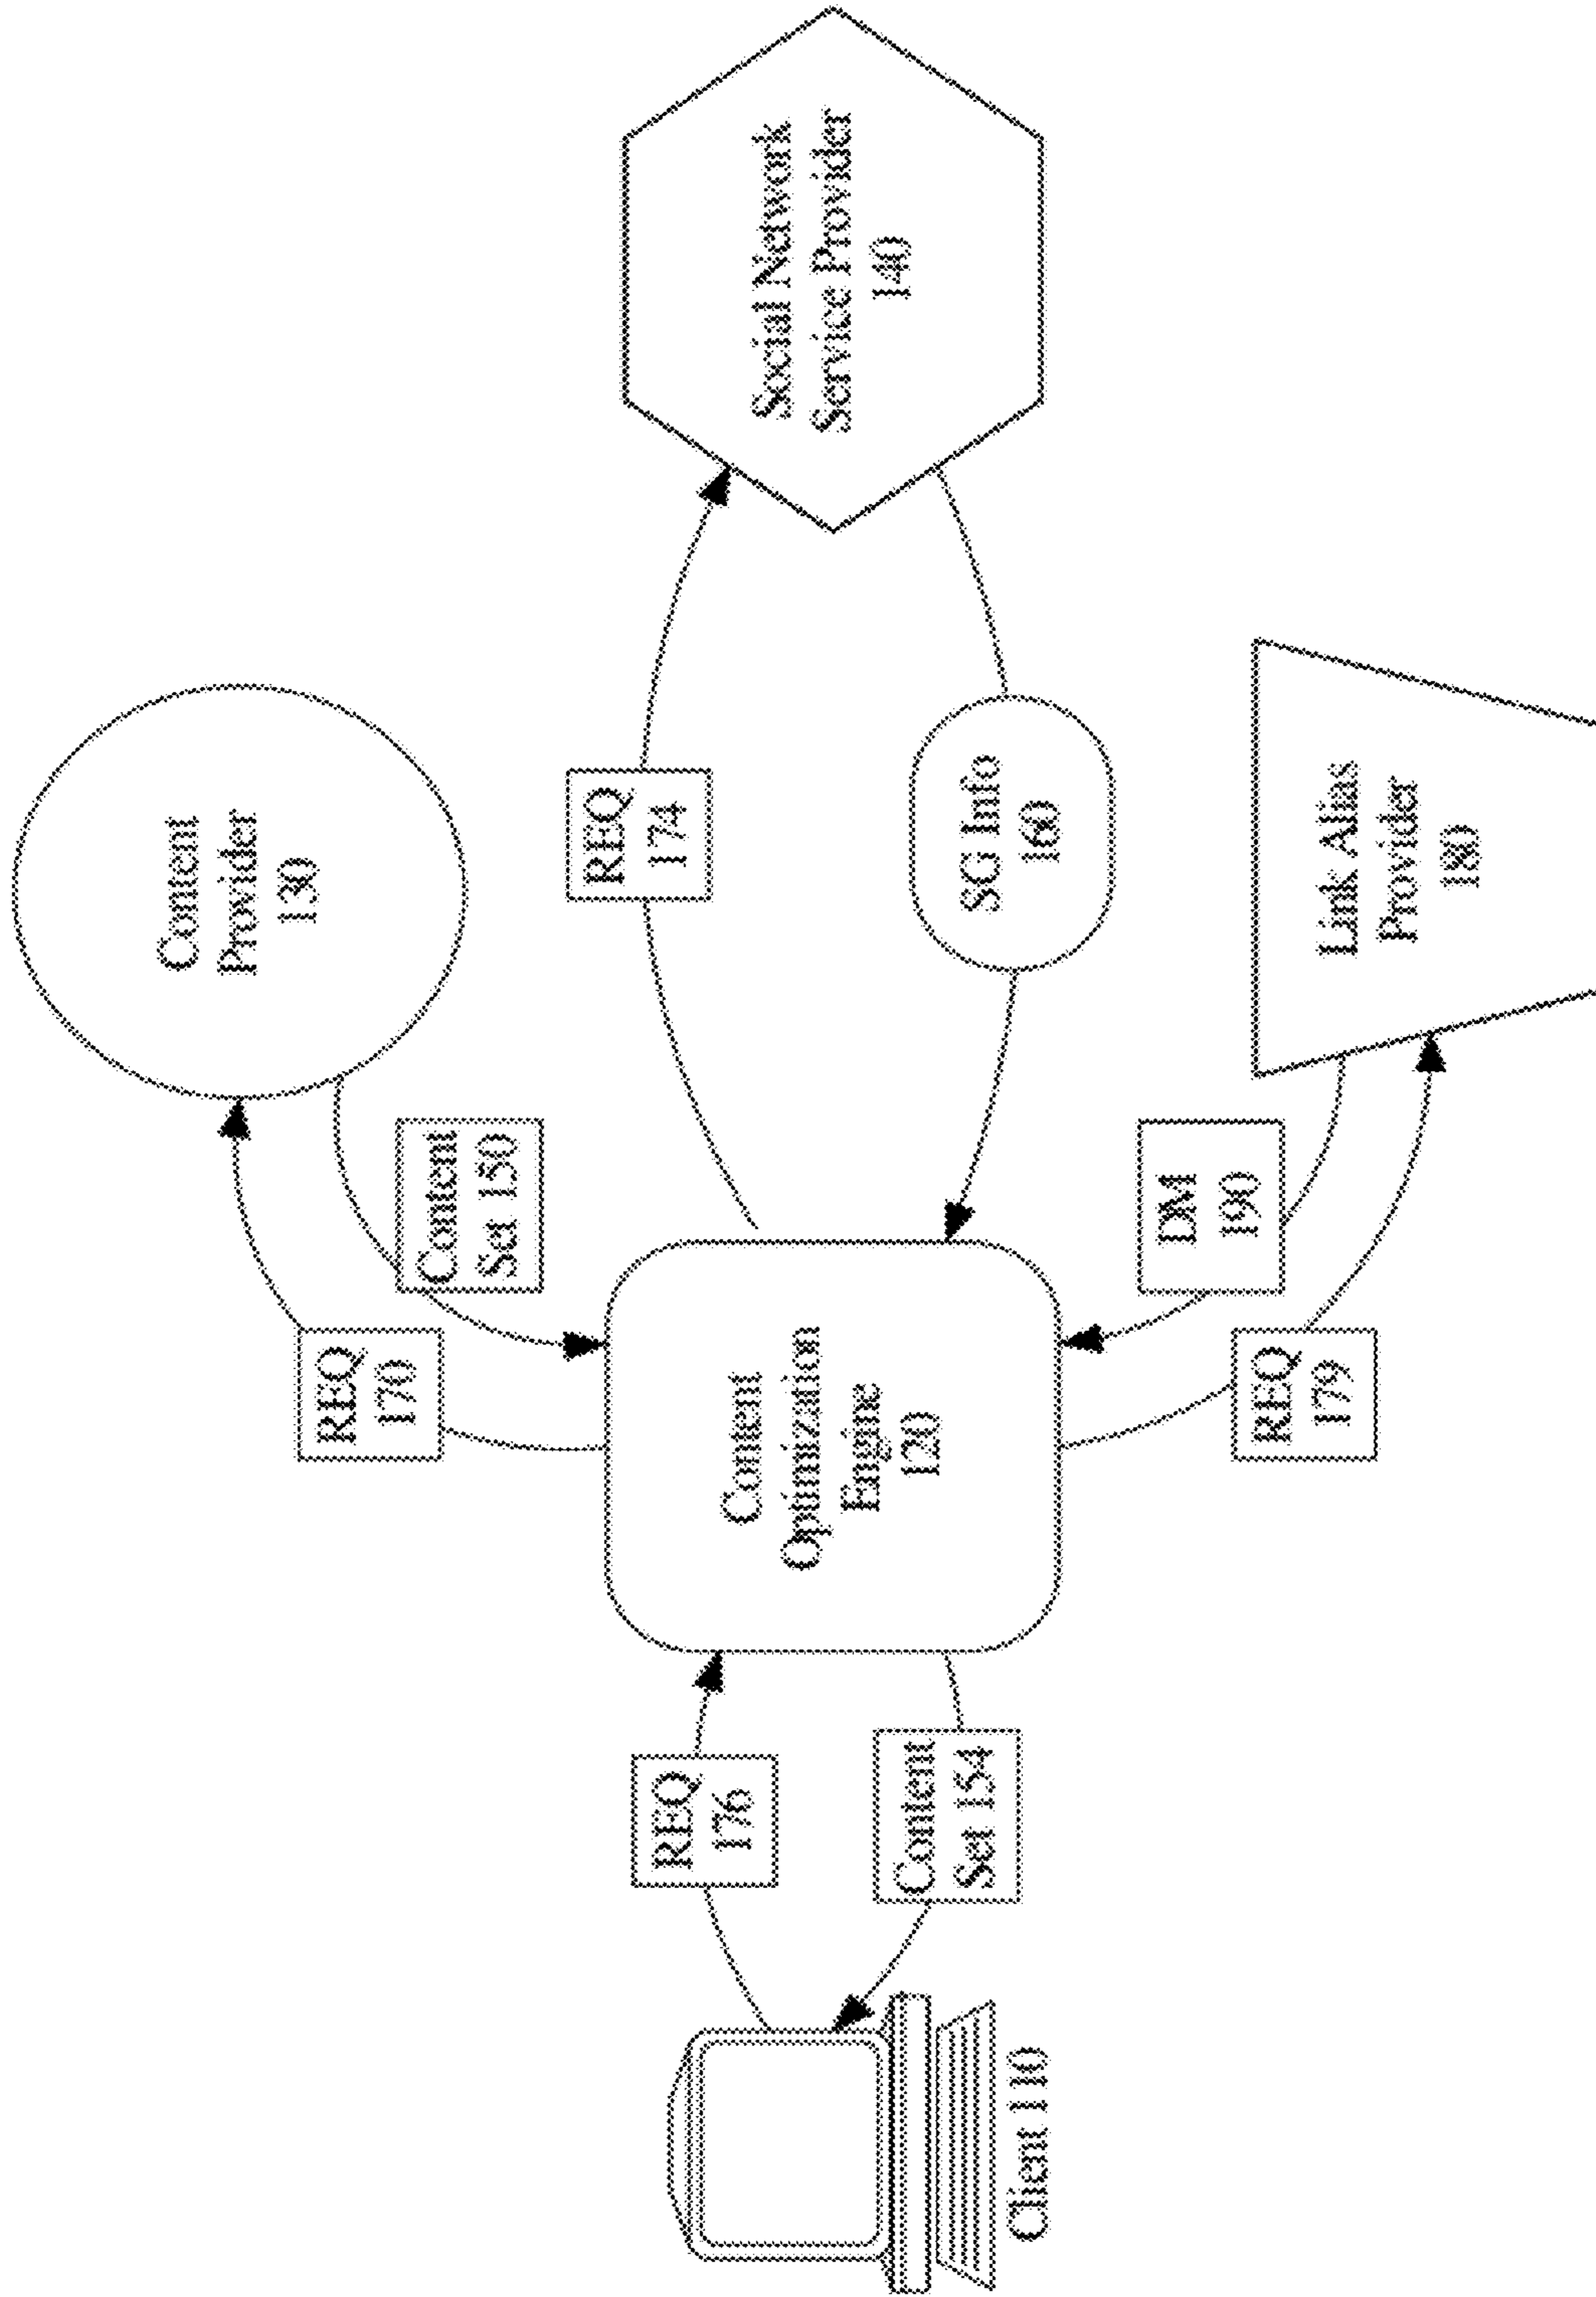 Content
Provider
130
REQ
170
Content
Set 150
REQ
174
Social Network
Service Provider
140
REQ
176
Content
Optimization
Engine
120
Content
Set 154
SG Info
160
Client 110
DM
190
REQ
179
Link Alias
Provider
180